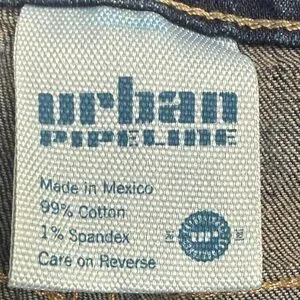 urban
PIPELINE
Made in Mexico
99% Cotton
1% Spandex
Care on Reverse